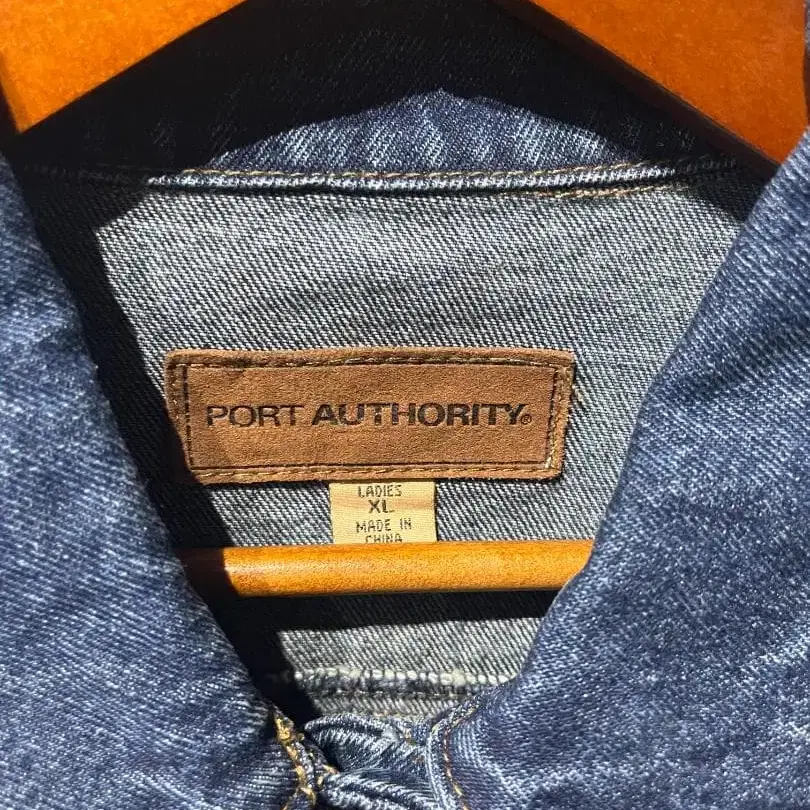 PORT AUTHORITY®
LADIES
XL
MADE IN
CHINA